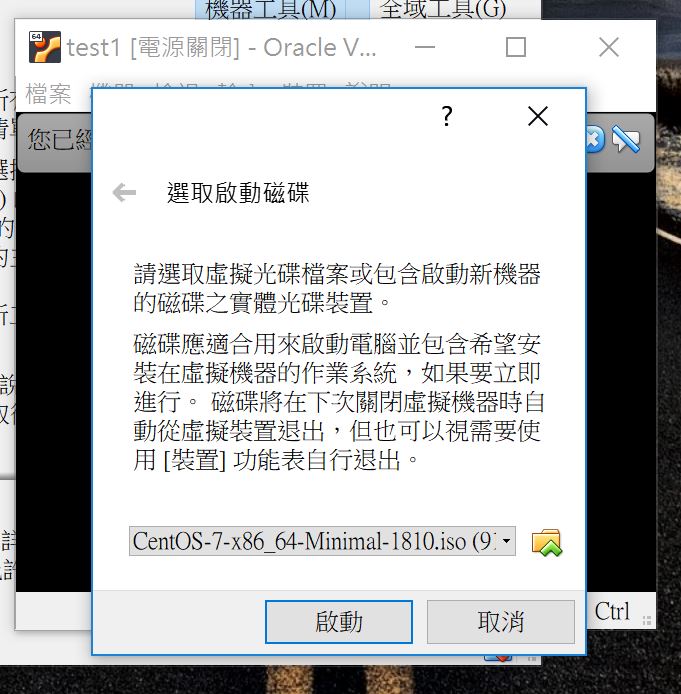 機器工具(M) 全域工具(G)
64
test1 [電源關閉] - Oracle V...
檔案
您已經
?
選取啟動磁碟
請選取虛擬光碟檔案或包含啟動新機器
的磁碟之實體光碟裝置。
磁碟應適合用來啟動電腦並包含希望安
裝在虛擬機器的作業系統，如果要立即
進行。 磁碟將在下次關閉虛擬機器時自
動從虛擬裝置退出，但也可以視需要使
用 [裝置] 功能表自行退出。
CentOS-7-x86_64-Minimal-1810.iso (91
啟動 取消
Ctrl